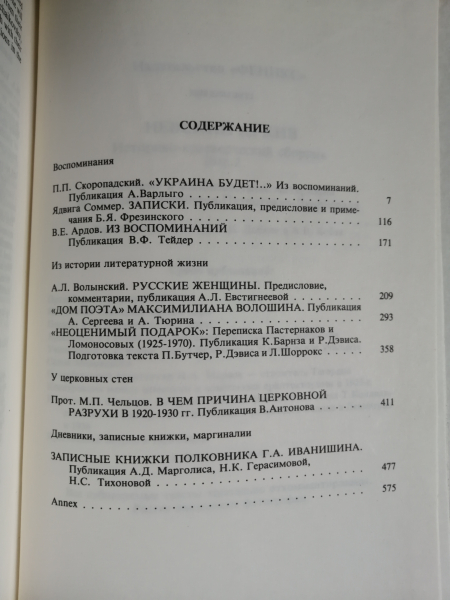 СОДЕРЖАНИЕ
Воспоминания
П.П. Скоропадский. «УКРАИНА БУДЕТ!..» Из воспоминаний.
Публикация А.Варлыго . . . . . . . . . . . . . . . . . . . . 7
Ядвига Соммер. ЗАПИСКИ. Публикация, предисловие и приме-
чания Б.Я. Фрезинского . . . . . . . . . . . . . . . . . . . . 116
В.Е. Ардов. ИЗ ВОСПОМИНАНИЙ
Публикация В.Ф. Тейдер . . . . . . . . . . . . . . . . . . . . 171
Из истории литературной жизни
А.Л. Волынский. РУССКИЕ ЖЕНЩИНЫ. Предисловие,
комментарии, публикация А.Л. Евстигнеевой . . . . . . . . . . 209
«ДОМ ПОЭТА» МАКСИМИЛИАНА ВОЛОШИНА. Публикация
А. Сергеева и А. Тюрина . . . . . . . . . . . . . . . . . . . . 293
«НЕОЦЕНИМЫЙ ПОДАРОК»: Переписка Пастернаков и
Ломоносовых (1925-1970). Публикация К.Барнза и Р.Дэвиса.
Подготовка текста П.Бутчер, Р.Дэвиса и Л.Шоррокс . . . . 358
У церковных стен
Прот. М.П. Чельцов. В ЧЕМ ПРИЧИНА ЦЕРКОВНОЙ
РАЗРУХИ В 1920-1930 гг. Публикация В.Антонова . . . . 411
Дневники, записные книжки, маргиналии
ЗАПИСНЫЕ КНИЖКИ ПОЛКОВНИКА Г.А. ИВАНИШИНА.
Публикация А.Д. Марголиса, Н.К. Герасимовой,
Н.С. Тихоновой . . . . . . . . . . . . . . . . . . . . 477
Annex . . . . . . . . . . . . . . . . . . . . 575